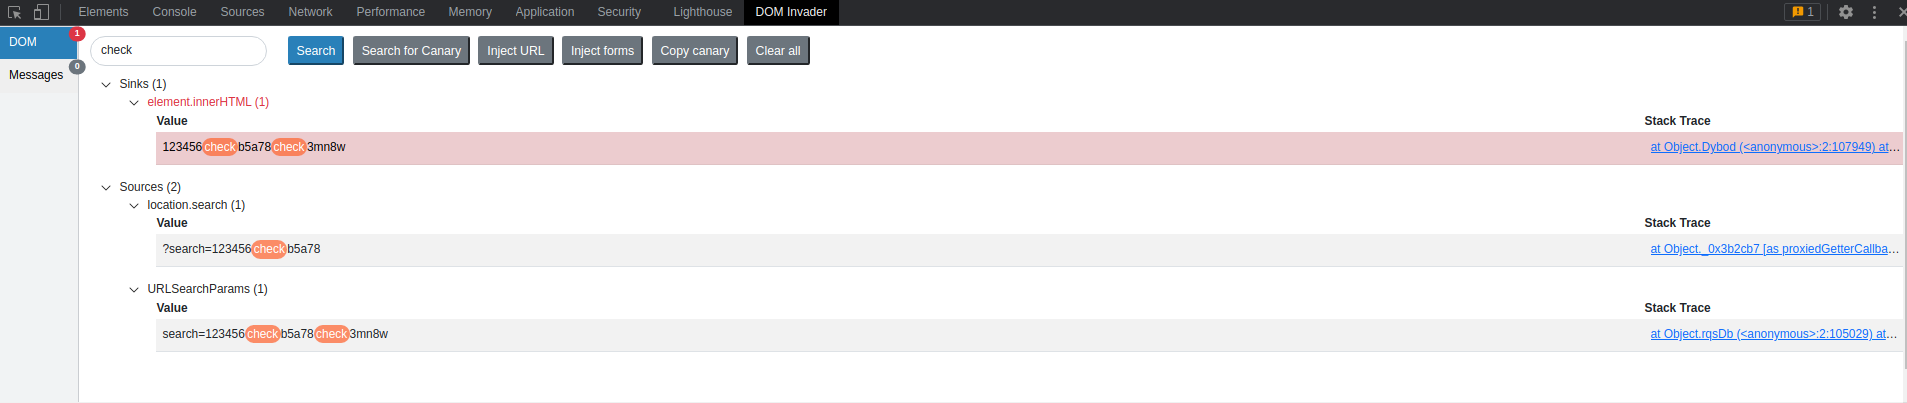 Elements Console Sources Network Performance Memory Application Security Lighthouse DOM Invader 1
DOM 1
Messages 0
check Search Search for Canary Inject URL Inject forms Copy canary Clear all
Sinks (1)
element.innerHTML (1)
Value Stack Trace
123456checkb5a78check3mn8w at Object.Dybod (<anonymous>:2:107949) at…
Sources (2)
location.search (1)
Value Stack Trace
?search=123456checkb5a78 at Object._0x3b2cb7 [as proxiedGetterCallba…
URLSearchParams (1)
Value Stack Trace
search=123456checkb5a78check3mn8w at Object.rqsDb (<anonymous>:2:105029) at…